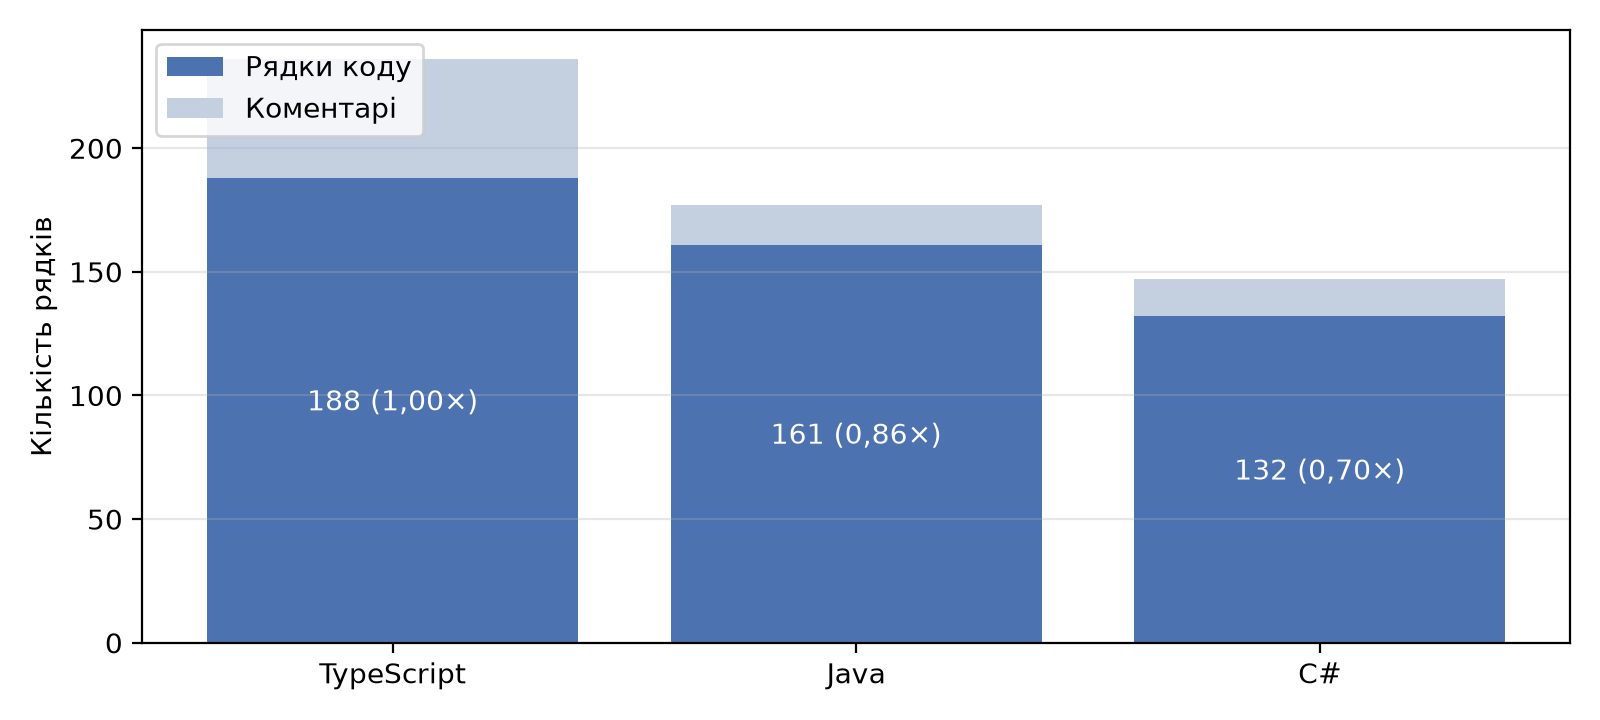 Рядки коду
Коментарі
Кількість рядків
200
150
100
50
0
188 (1,00×)
161 (0,86×)
132 (0,70×)
TypeScript
Java
C#